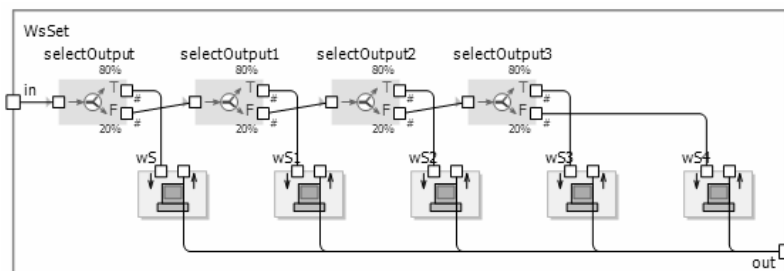 WsSet
selectOutput selectOutput1 selectOutput2 selectOutput3
80% 80% 80% 80%
in
T T T T
# # # #
F F F F
# # # #
20% 20% 20% 20%
wS wS1 wS2 wS3 wS4
out